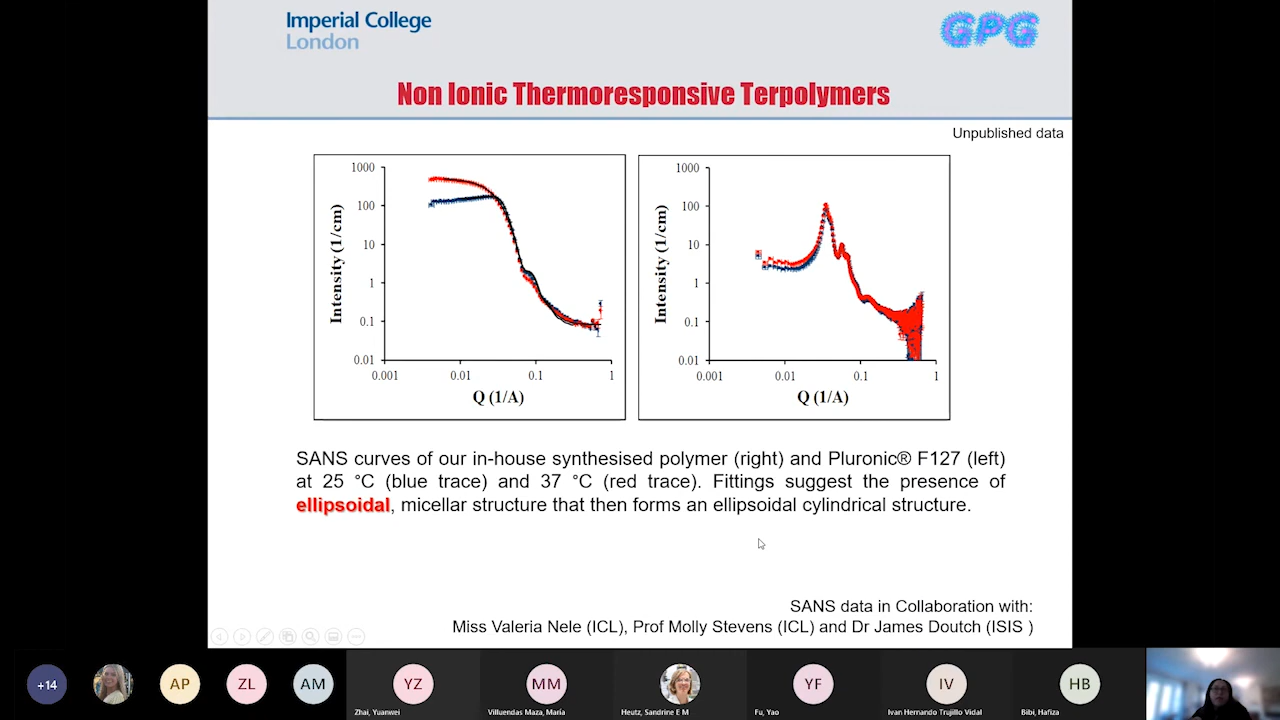 Imperial College
London
GPG
Non Ionic Thermoresponsive Terpolymers
Unpublished data
1000
100
10
1
0.1
0.01
0.001
0.01
0.1
1
Intensity (1/cm)
Q (1/A)
1000
100
10
1
0.1
0.01
0.001
0.01
0.1
1
Intensity (1/cm)
Q (1/A)
SANS curves of our in-house synthesised polymer (right) and Pluronic® F127 (left)
at 25 °C (blue trace) and 37 °C (red trace). Fittings suggest the presence of
ellipsoidal, micellar structure that then forms an ellipsoidal cylindrical structure.
SANS data in Collaboration with:
Miss Valeria Nele (ICL), Prof Molly Stevens (ICL) and Dr James Doutch (ISIS )
+14
AP
ZL
AM
YZ
MM
YF
IV
HB
Zhai, Yuanwei
Villuendas Maza, María
Heutz, Sandrine E M
Fu, Yao
Ivan Hernando Trujillo Vidal
Bibi, Hafiza